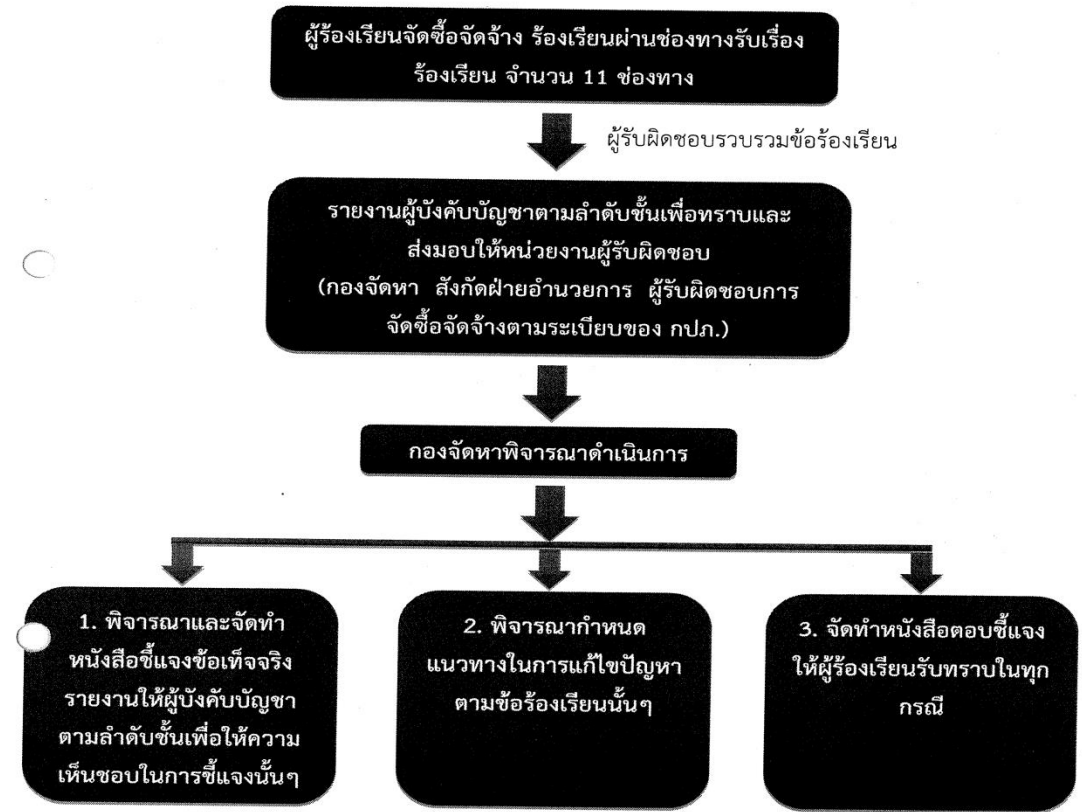 ผู้ร้องเรียนจัดซื้อจัดจ้าง ร้องเรียนผ่านช่องทางรับเรื่อง
ร้องเรียน จำนวน 11 ช่องทาง
ผู้รับผิดชอบรวบรวมข้อร้องเรียน
รายงานผู้บังคับบัญชาตามลำดับชั้นเพื่อทราบและ
ส่งมอบให้หน่วยงานผู้รับผิดชอบ
(กองจัดหา สังกัดฝ่ายอำนวยการ ผู้รับผิดชอบการ
จัดซื้อจัดจ้างตามระเบียบของ กปภ.)
กองจัดหาพิจารณาดำเนินการ
1. พิจารณาและจัดทำ
หนังสือชี้แจงข้อเท็จจริง
รายงานให้ผู้บังคับบัญชา
ตามลำดับชั้นเพื่อให้ความ
เห็นชอบในการชี้แจงนั้นๆ
2. พิจารณากำหนด
แนวทางในการแก้ไขปัญหา
ตามข้อร้องเรียนนั้นๆ
3. จัดทำหนังสือตอบชี้แจง
ให้ผู้ร้องเรียนรับทราบในทุก
กรณี